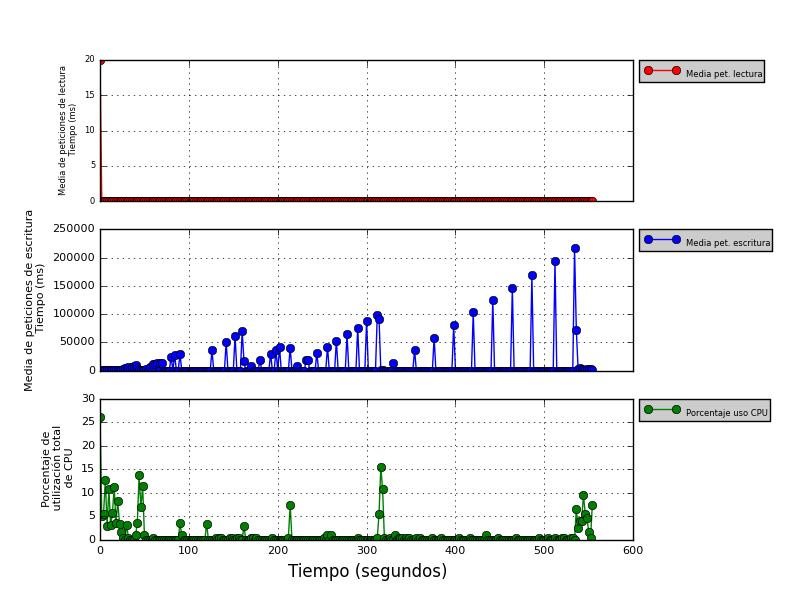 20
15
10
5
0
Media de peticiones de lectura
Tiempo (ms)
Media pet. lectura
250000
200000
150000
100000
50000
0
Media de peticiones de escritura
Tiempo (ms)
Media pet. escritura
30
25
20
15
10
5
0
Porcentaje de
utilización total
de CPU
Porcentaje uso CPU
0 100 200 300 400 500 600
Tiempo (segundos)